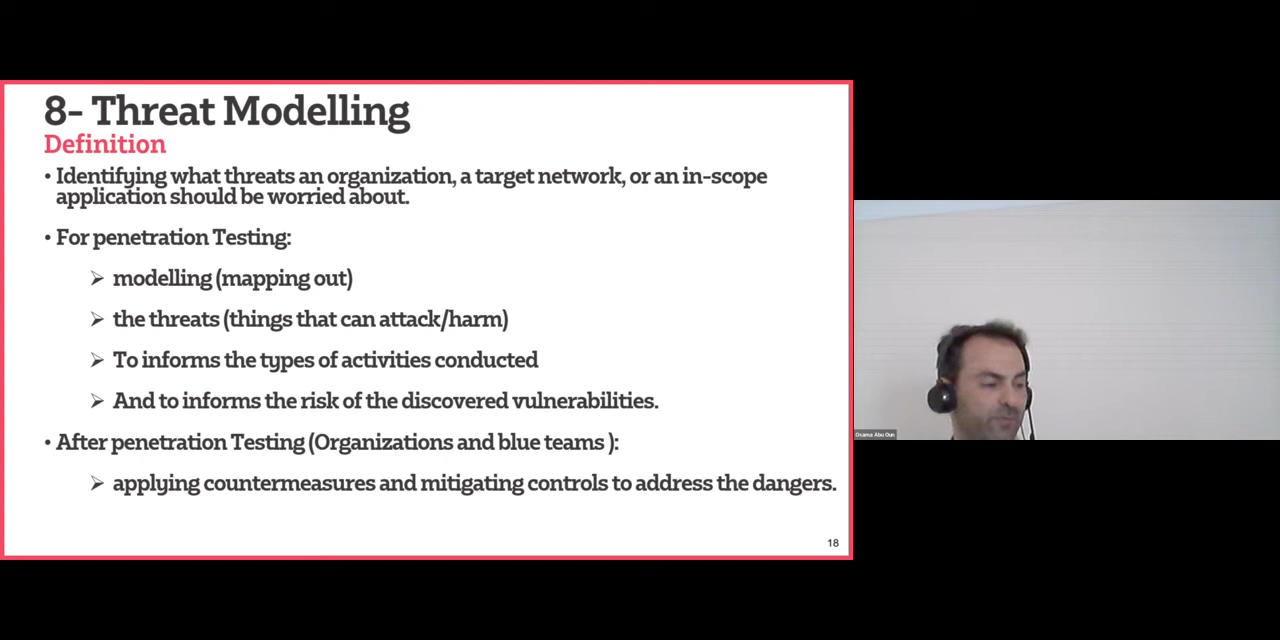 8- Threat Modelling
Definition
• Identifying what threats an organization, a target network, or an in-scope
application should be worried about.
• For penetration Testing:
➢ modelling (mapping out)
➢ the threats (things that can attack/harm)
➢ To informs the types of activities conducted
➢ And to informs the risk of the discovered vulnerabilities.
• After penetration Testing (Organizations and blue teams ):
➢ applying countermeasures and mitigating controls to address the dangers.
18
Osama Abu Oun